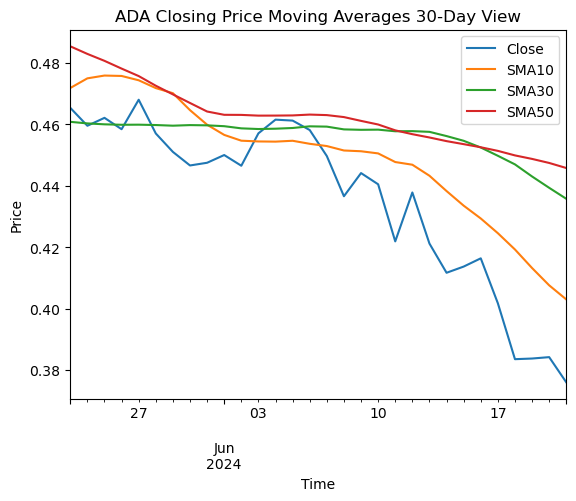 ADA Closing Price Moving Averages 30-Day View
Close
SMA10
SMA30
SMA50
Price
0.48
0.46
0.44
0.42
0.40
0.38
27
03
10
17
Jun
2024
Time